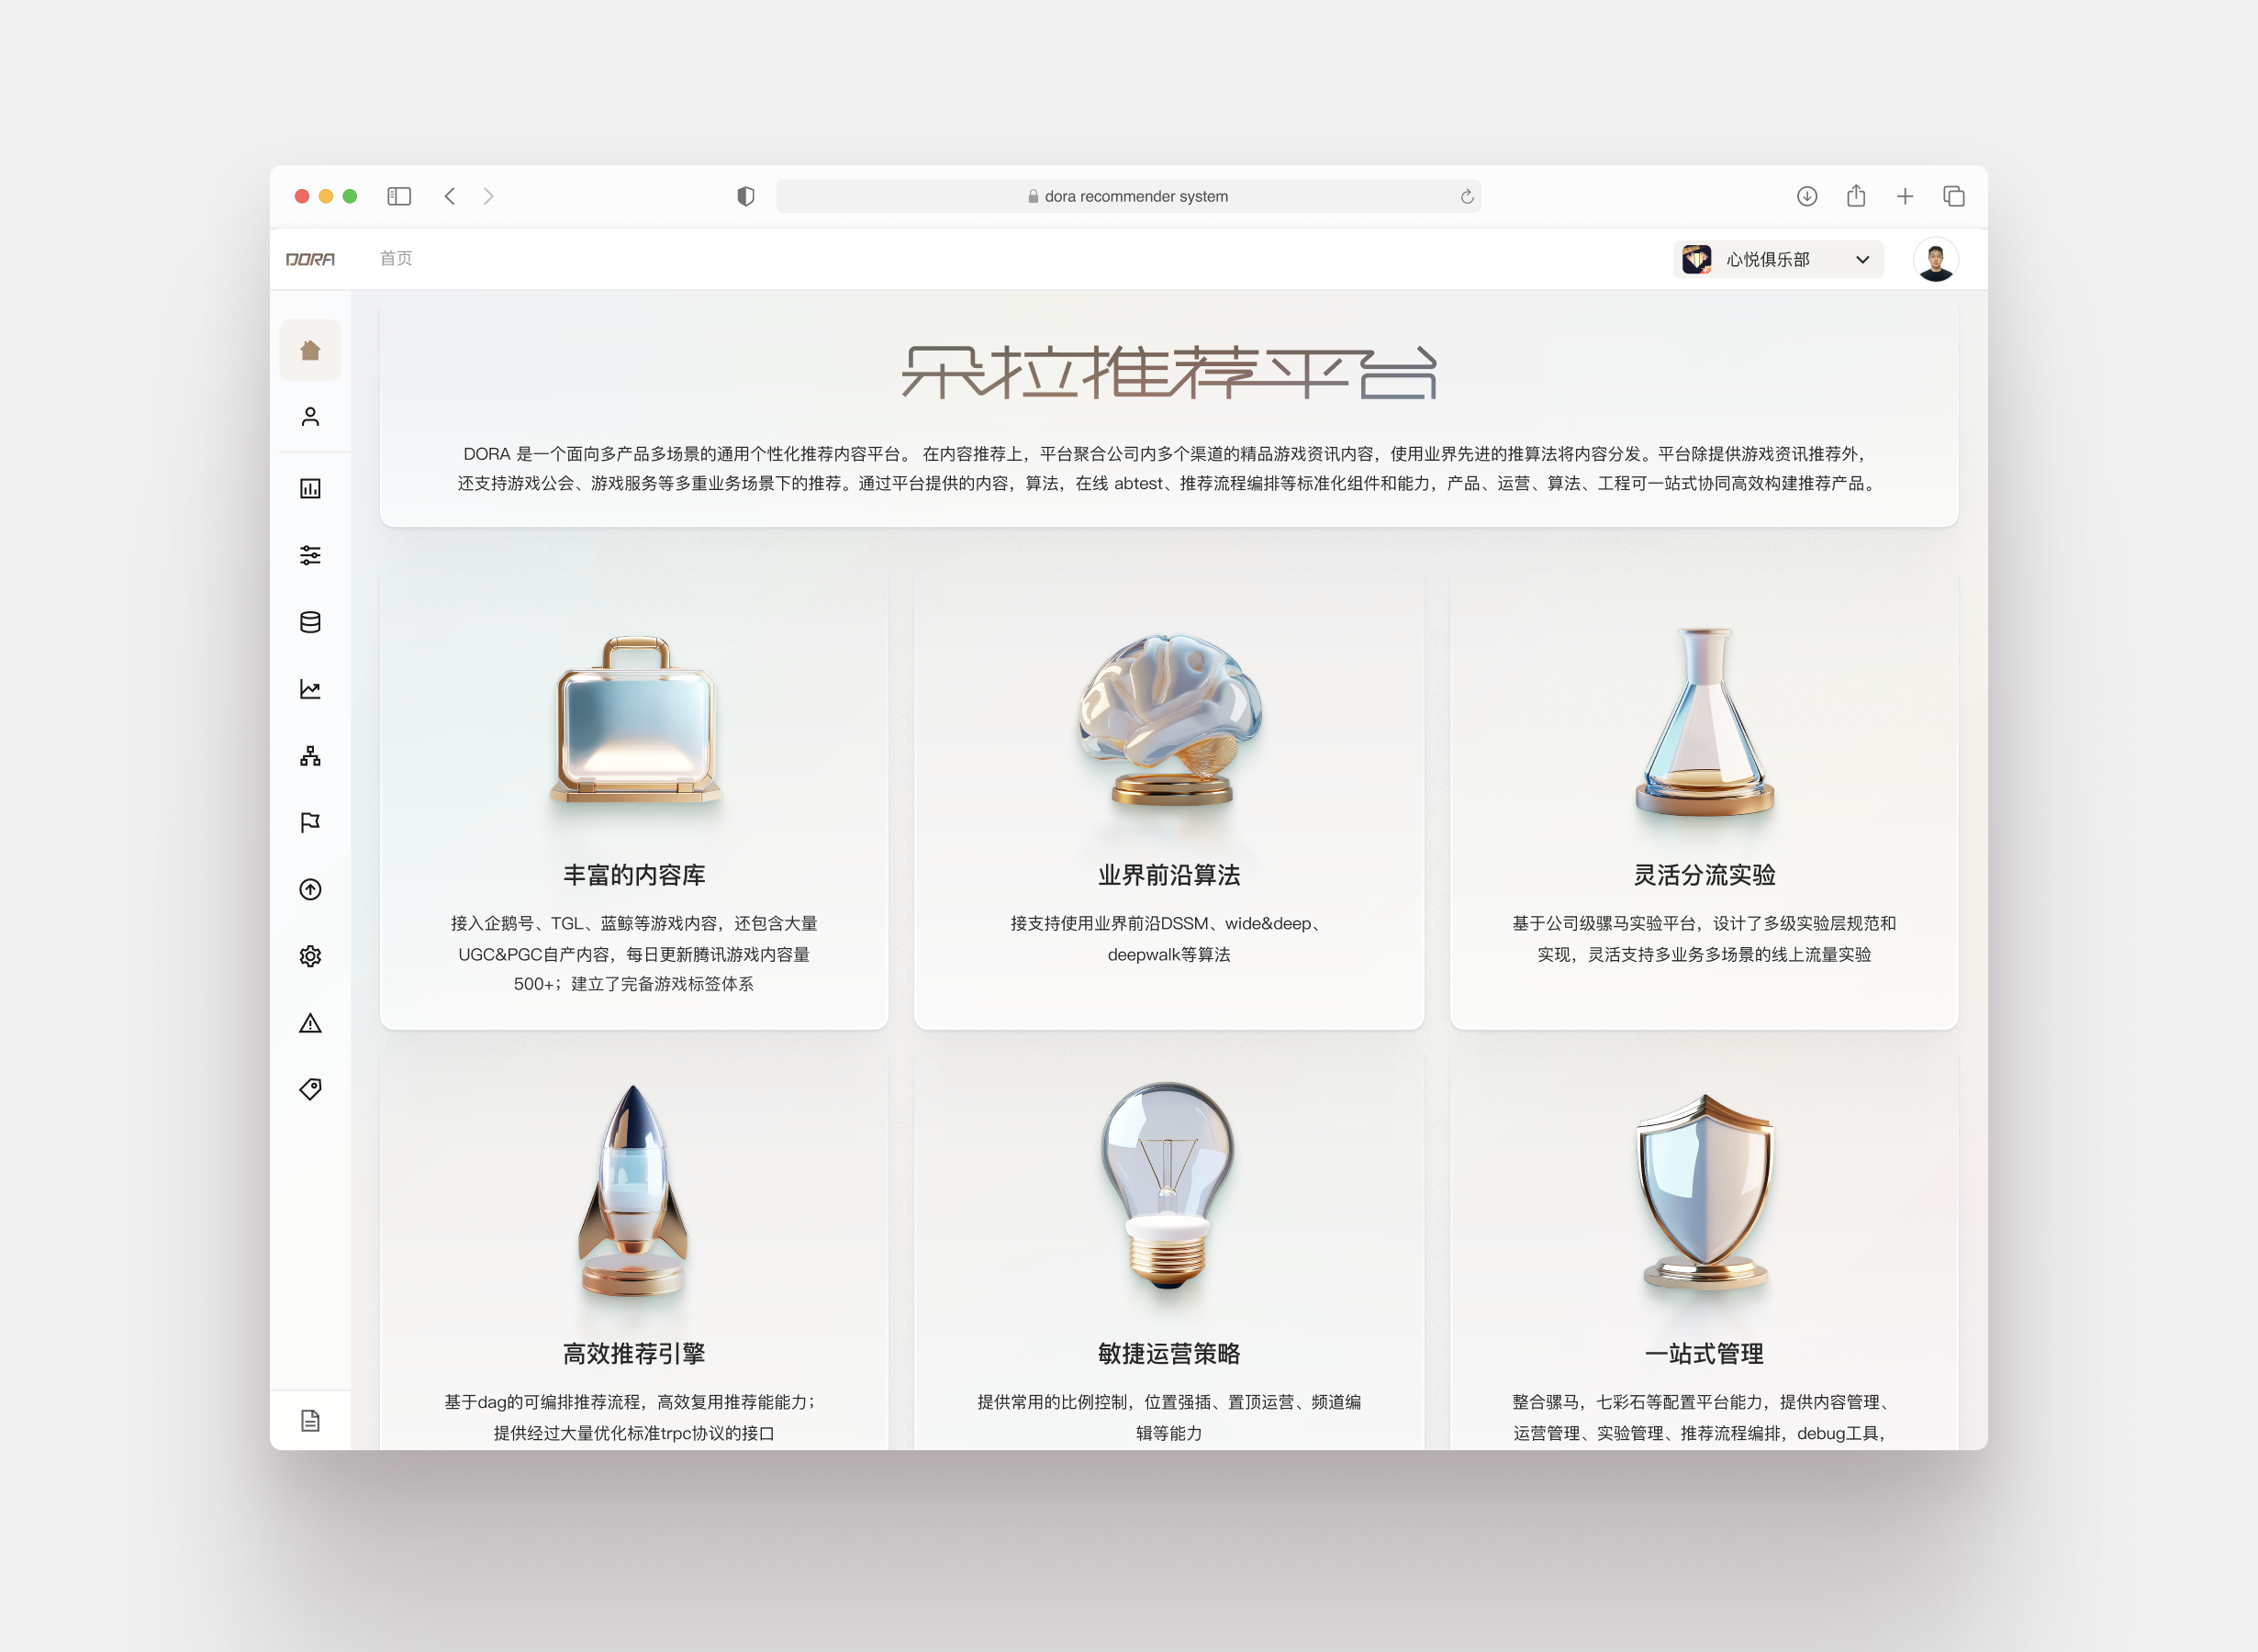 dora recommender system
DORA
首页
心悦俱乐部
朵拉推荐平台
DORA 是一个面向多产品多场景的通用个性化推荐内容平台。 在内容推荐上，平台聚合公司内多个渠道的精品游戏资讯内容，使用业界先进的推算法将内容分发。平台除提供游戏资讯推荐外，
还支持游戏公会、游戏服务等多重业务场景下的推荐。通过平台提供的内容，算法，在线 abtest、推荐流程编排等标准化组件和能力，产品、运营、算法、工程可一站式协同高效构建推荐产品。
丰富的内容库
接入企鹅号、TGL、蓝鲸等游戏内容，还包含大量
UGC&PGC自产内容，每日更新腾讯游戏内容量
500+；建立了完备游戏标签体系
业界前沿算法
接支持使用业界前沿DSSM、wide&deep、
deepwalk等算法
灵活分流实验
基于公司级骡马实验平台，设计了多级实验层规范和
实现，灵活支持多业务多场景的线上流量实验
高效推荐引擎
基于dag的可编排推荐流程，高效复用推荐能能力；
提供经过大量优化标准trpc协议的接口
敏捷运营策略
提供常用的比例控制，位置强插、置顶运营、频道编
辑等能力
一站式管理
整合骡马，七彩石等配置平台能力，提供内容管理、
运营管理、实验管理、推荐流程编排，debug工具，